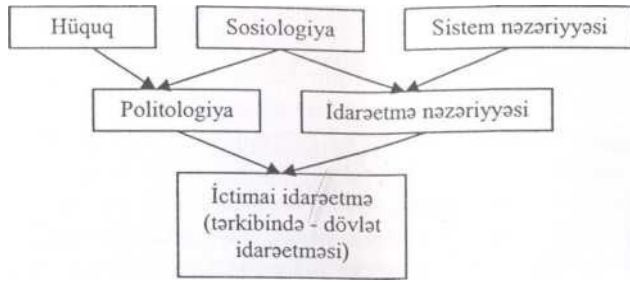 Hüquq
Sosiologiya
Sistem nəzəriyyəsi
Politologiya
İdarəetmə nəzəriyyəsi
İctimai idarəetmə
(tərkibində - dövlət
idarəetməsi)